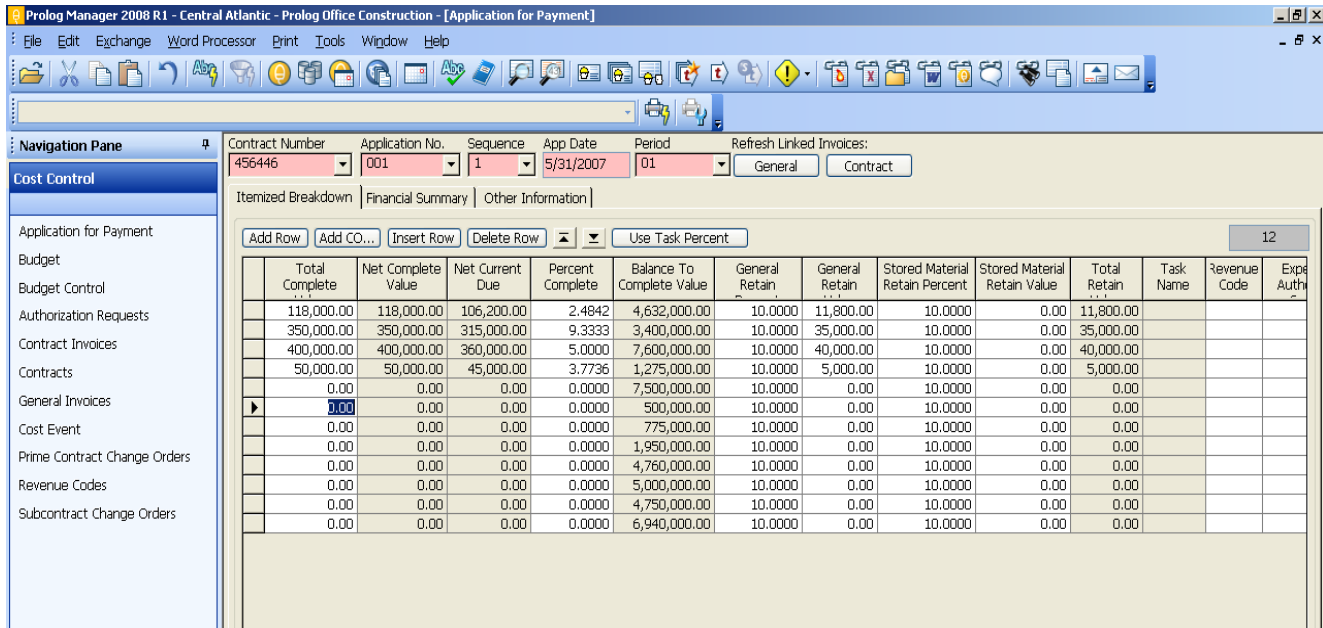 Prolog Manager 2008 R1 - Central Atlantic - Prolog Office Construction - [Application for Payment]
File Edit Exchange Word Processor Print Tools Window Help
Navigation Pane
Cost Control
Application for Payment
Budget
Budget Control
Authorization Requests
Contract Invoices
Contracts
General Invoices
Cost Event
Prime Contract Change Orders
Revenue Codes
Subcontract Change Orders
Contract Number Application No. Sequence App Date Period Refresh Linked Invoices:
456446 001 1 5/31/2007 01 General Contract
Itemized Breakdown Financial Summary Other Information
Add Row Add CO... Insert Row Delete Row Use Task Percent 12
Total Net Complete Net Current Percent Balance To General General Stored Material Stored Material Total Task Revenue Expe
Complete Value Due Complete Complete Value Retain Retain Retain Percent Retain Value Retain Name Code Auth
118,000.00 118,000.00 106,200.00 2.4842 4,632,000.00 10.0000 11,800.00 10.0000 0.00 11,800.00
350,000.00 350,000.00 315,000.00 9.3333 3,400,000.00 10.0000 35,000.00 10.0000 0.00 35,000.00
400,000.00 400,000.00 360,000.00 5.0000 7,600,000.00 10.0000 40,000.00 10.0000 0.00 40,000.00
50,000.00 50,000.00 45,000.00 3.7736 1,275,000.00 10.0000 5,000.00 10.0000 0.00 5,000.00
0.00 0.00 0.00 0.0000 7,500,000.00 10.0000 0.00 10.0000 0.00 0.00
0.00 0.00 0.00 0.0000 500,000.00 10.0000 0.00 10.0000 0.00 0.00
0.00 0.00 0.00 0.0000 775,000.00 10.0000 0.00 10.0000 0.00 0.00
0.00 0.00 0.00 0.0000 1,950,000.00 10.0000 0.00 10.0000 0.00 0.00
0.00 0.00 0.00 0.0000 4,760,000.00 10.0000 0.00 10.0000 0.00 0.00
0.00 0.00 0.00 0.0000 5,000,000.00 10.0000 0.00 10.0000 0.00 0.00
0.00 0.00 0.00 0.0000 4,750,000.00 10.0000 0.00 10.0000 0.00 0.00
0.00 0.00 0.00 0.0000 6,940,000.00 10.0000 0.00 10.0000 0.00 0.00